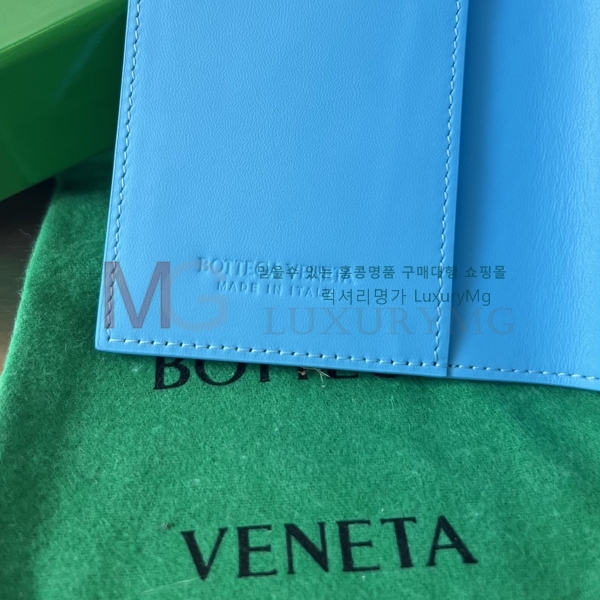 BOTTEGA VENETA
MADE IN ITALY
믿을수 있는 홍콩명품 구매대행 쇼핑몰
럭셔리명가 LuxuryMg
MG LUXURYMG
VENETA